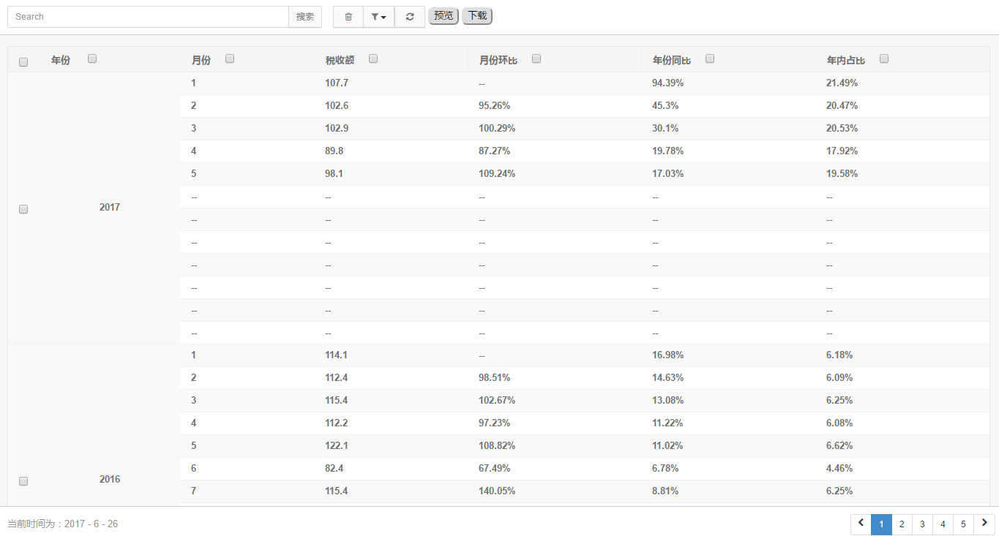 Search 搜索 预览 下载
年份 月份 税收额 月份环比 年份同比 年内占比
1 107.7 -- 94.39% 21.49%
2 102.6 95.26% 45.3% 20.47%
3 102.9 100.29% 30.1% 20.53%
4 89.8 87.27% 19.78% 17.92%
5 98.1 109.24% 17.03% 19.58%
-- -- -- -- --
2017 -- -- -- -- --
-- -- -- -- --
-- -- -- -- --
-- -- -- -- --
-- -- -- -- --
-- -- -- -- --
1 114.1 -- 16.98% 6.18%
2 112.4 98.51% 14.63% 6.09%
3 115.4 102.67% 13.08% 6.25%
4 112.2 97.23% 11.22% 6.08%
5 122.1 108.82% 11.02% 6.62%
2016 6 82.4 67.49% 6.78% 4.46%
7 115.4 140.05% 8.81% 6.25%
当前时间为：2017 - 6 - 26 1 2 3 4 5